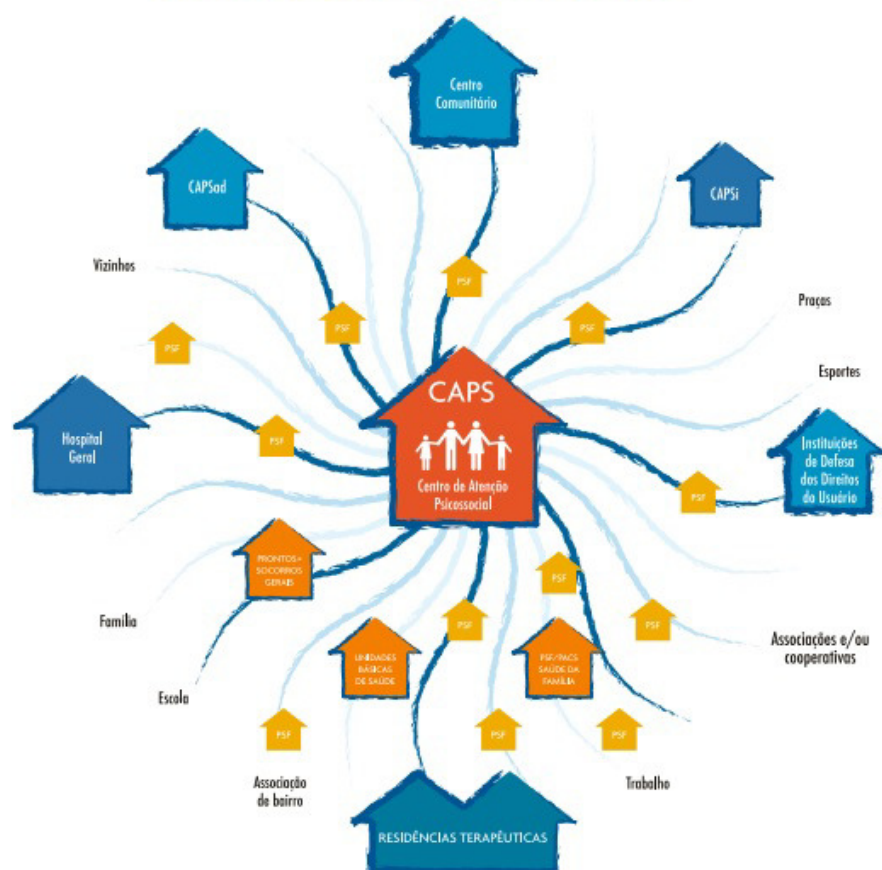 Centro
Comunitário
CAPSad
CAPSi
Vizinhos
PSF
PSF
PSF
Praças
PSF
Esportes
CAPS
Hospital
Geral
PSF
Centro de Atenção
Psicossocial
Instituições
de Defesa
dos Direitos
do Usuário
PSF
PRONTOS-
SOCORROS
GERAIS
PSF
Família
PSF
PSF
UNIDADES
BÁSICAS
DE SAÚDE
PSF/PACS
SAÚDE DA
FAMÍLIA
Associações e/ou
cooperativas
Escola
PSF
PSF
PSF
Associação
de bairro
Trabalho
RESIDÊNCIAS TERAPÊUTICAS